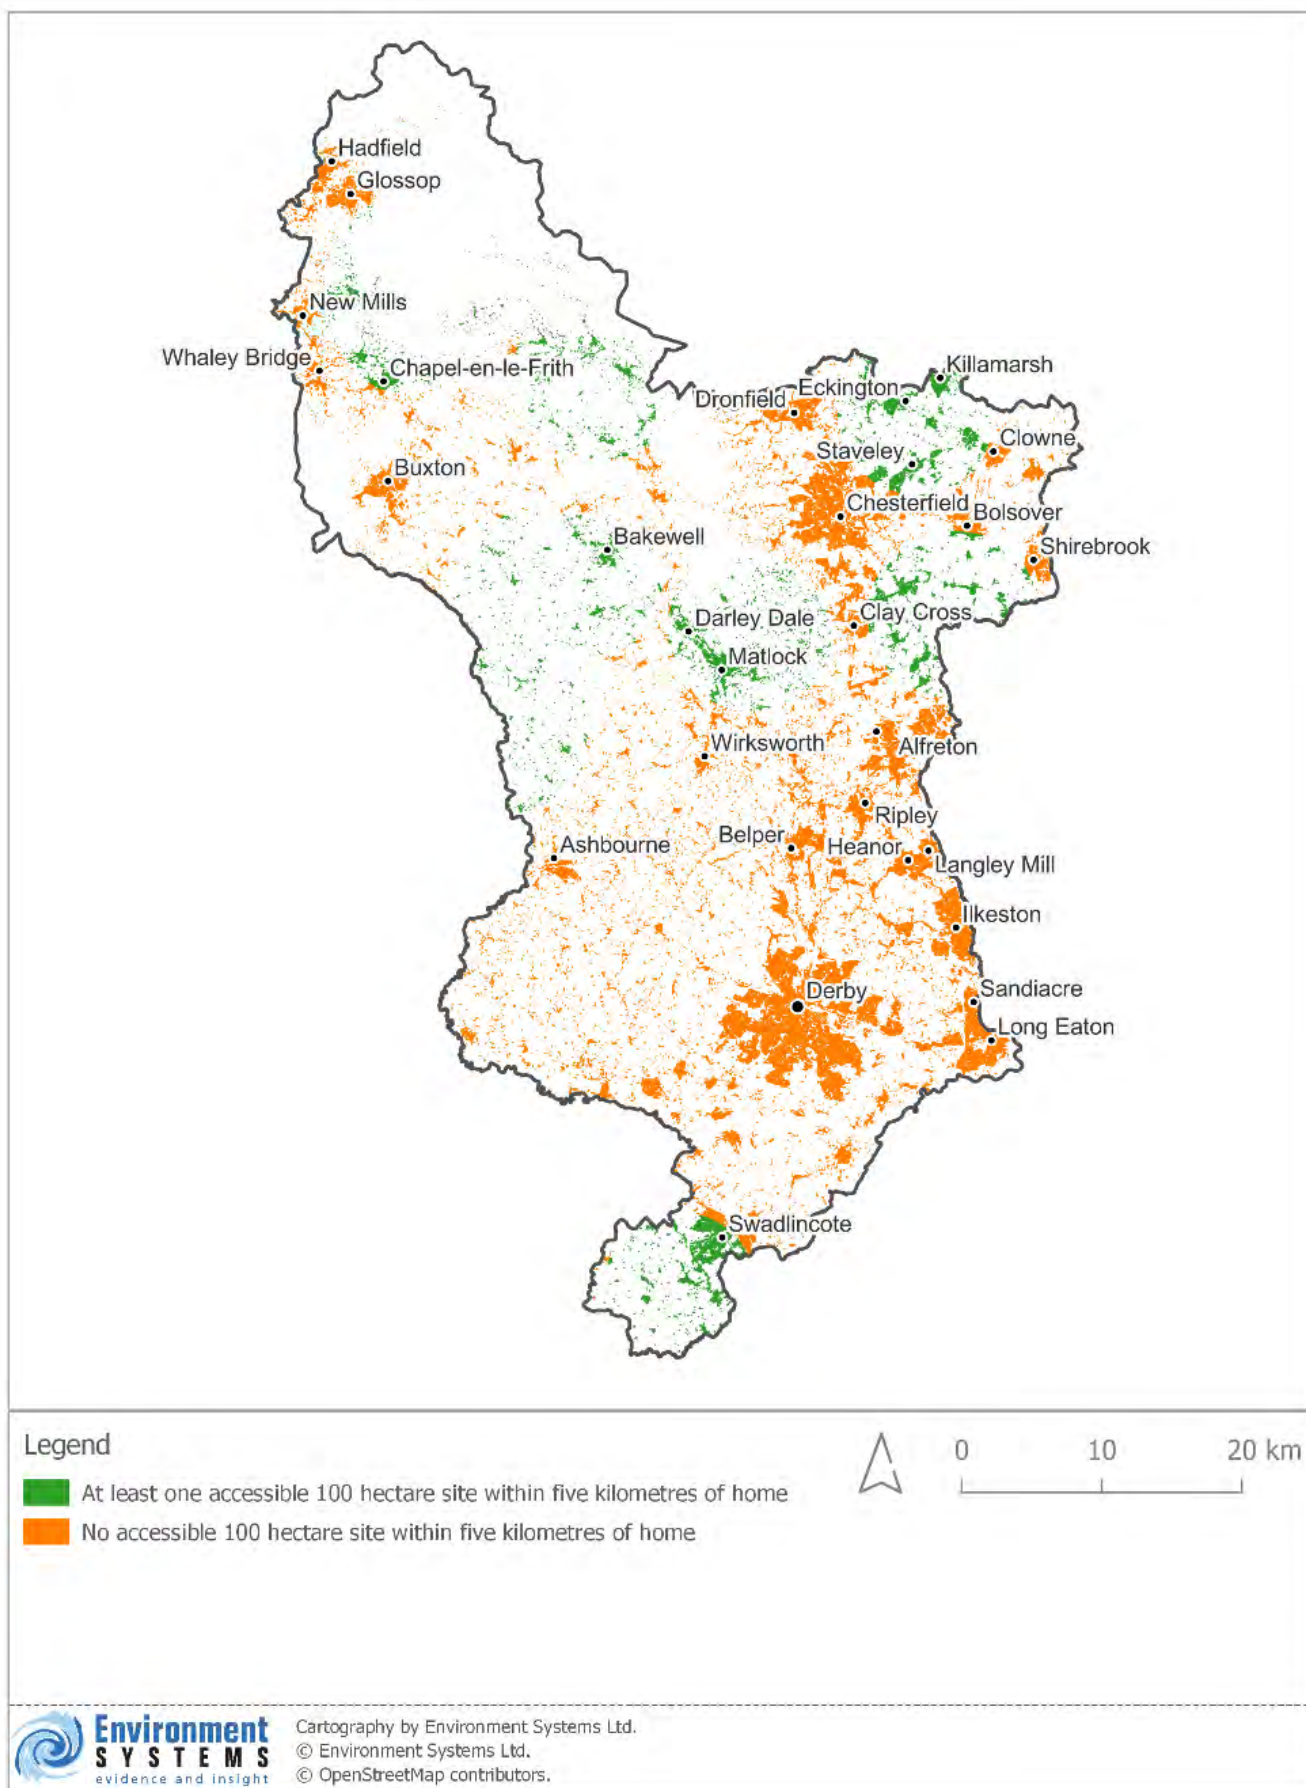 Hadfield
Glossop
New Mills
Whaley Bridge
Chapel-en-le-Frith
Killamarsh
Eckington
Dronfield
Clowne
Staveley
Buxton
Chesterfield
Bolsover
Bakewell
Shirebrook
Darley Dale
Clay Cross
Matlock
Wirksworth
Alfreton
Ripley
Belper
Heanor
Ashbourne
Langley Mill
Ilkeston
Derby
Sandiacre
Long Eaton
Swadlincote
Legend
0 10 20 km
At least one accessible 100 hectare site within five kilometres of home
No accessible 100 hectare site within five kilometres of home
Environment
SYSTEMS
evidence and insight
Cartography by Environment Systems Ltd.
© Environment Systems Ltd.
© OpenStreetMap contributors.